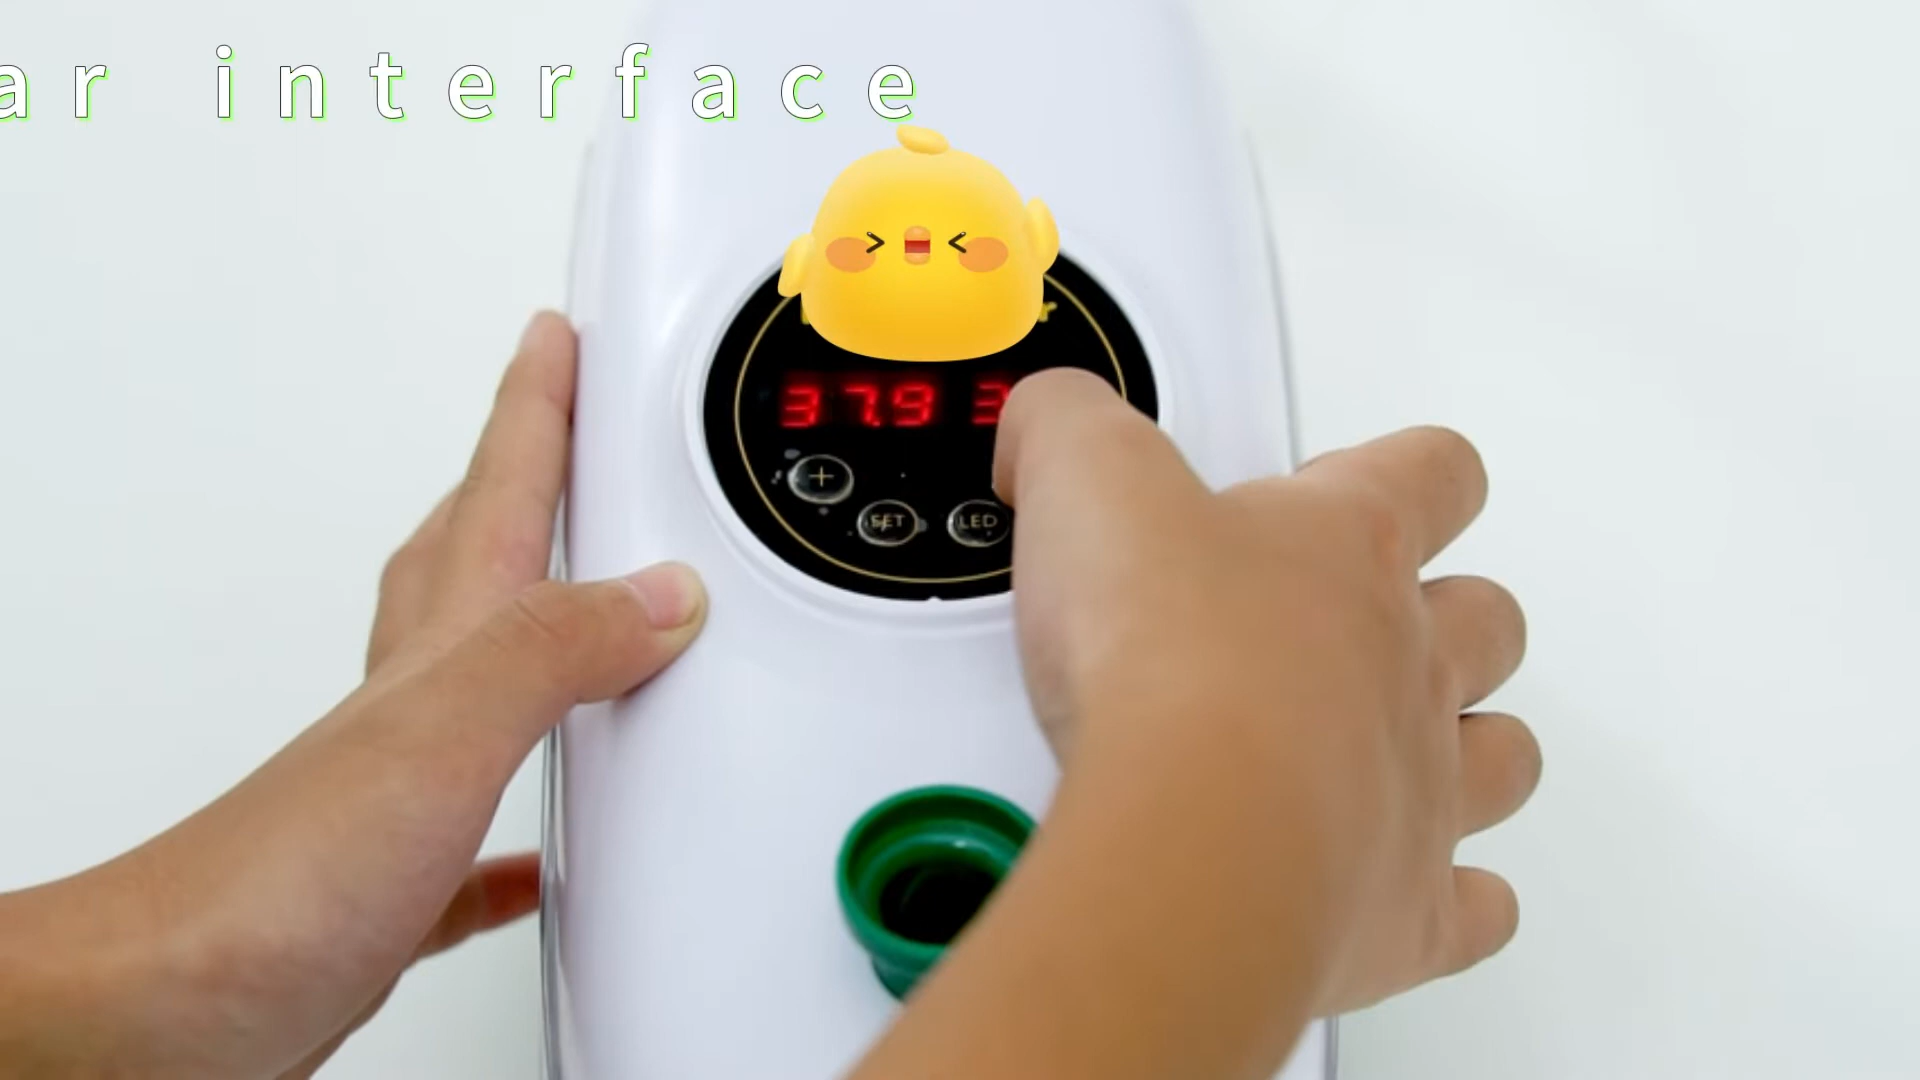 ar interface
37.9 3
+
SET
LED